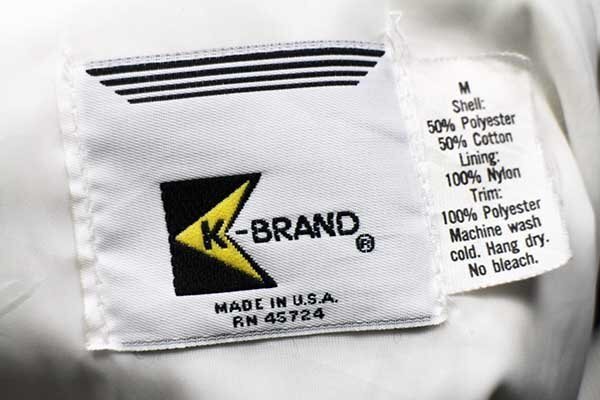 K-BRAND®
MADE IN U.S.A.
RN 45724
M
Shell:
50% Polyester
50% Cotton
Lining:
100% Nylon
Trim:
100% Polyester
Machine wash
cold. Hang dry.
No bleach.